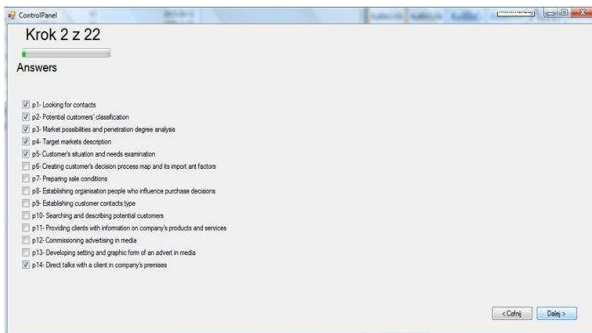 ControlPanel
Krok 2 z 22
Answers
p1- Looking for contacts
p2- Potential customers' classification
p3- Market possibilities and penetration degree analysis
p4- Target markets description
p5- Customer's situation and needs examination
p6- Creating customer's decision process map and its import ant factors
p7- Preparing sale conditions
p8- Establishing organisation people who influence purchase decisions
p9- Establishing customer contacts type
p10- Searching and describing potential customers
p11- Providing clients with information on company's products and services
p12- Commissioning advertising in media
p13- Developing setting and graphic form of an advert in media
p14- Direct talks with a client in company's premises
< Cofnij Dalej >